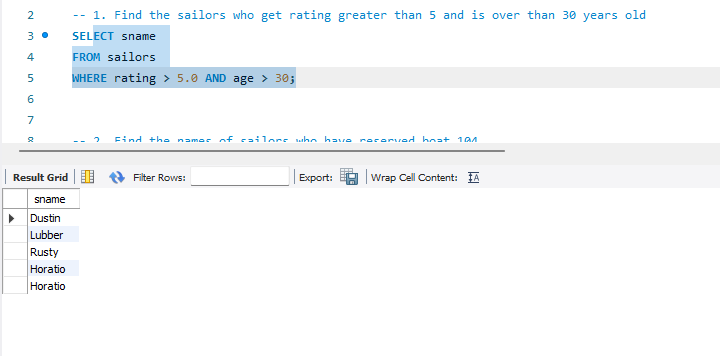 2 -- 1. Find the sailors who get rating greater than 5 and is over than 30 years old
3 SELECT sname
4 FROM sailors
5 WHERE rating > 5.0 AND age > 30;
6
7
8 -- 2. Find the names of sailors who have reserved boat 104
Result Grid Filter Rows: Export: Wrap Cell Content: IA
sname
Dustin
Lubber
Rusty
Horatio
Horatio